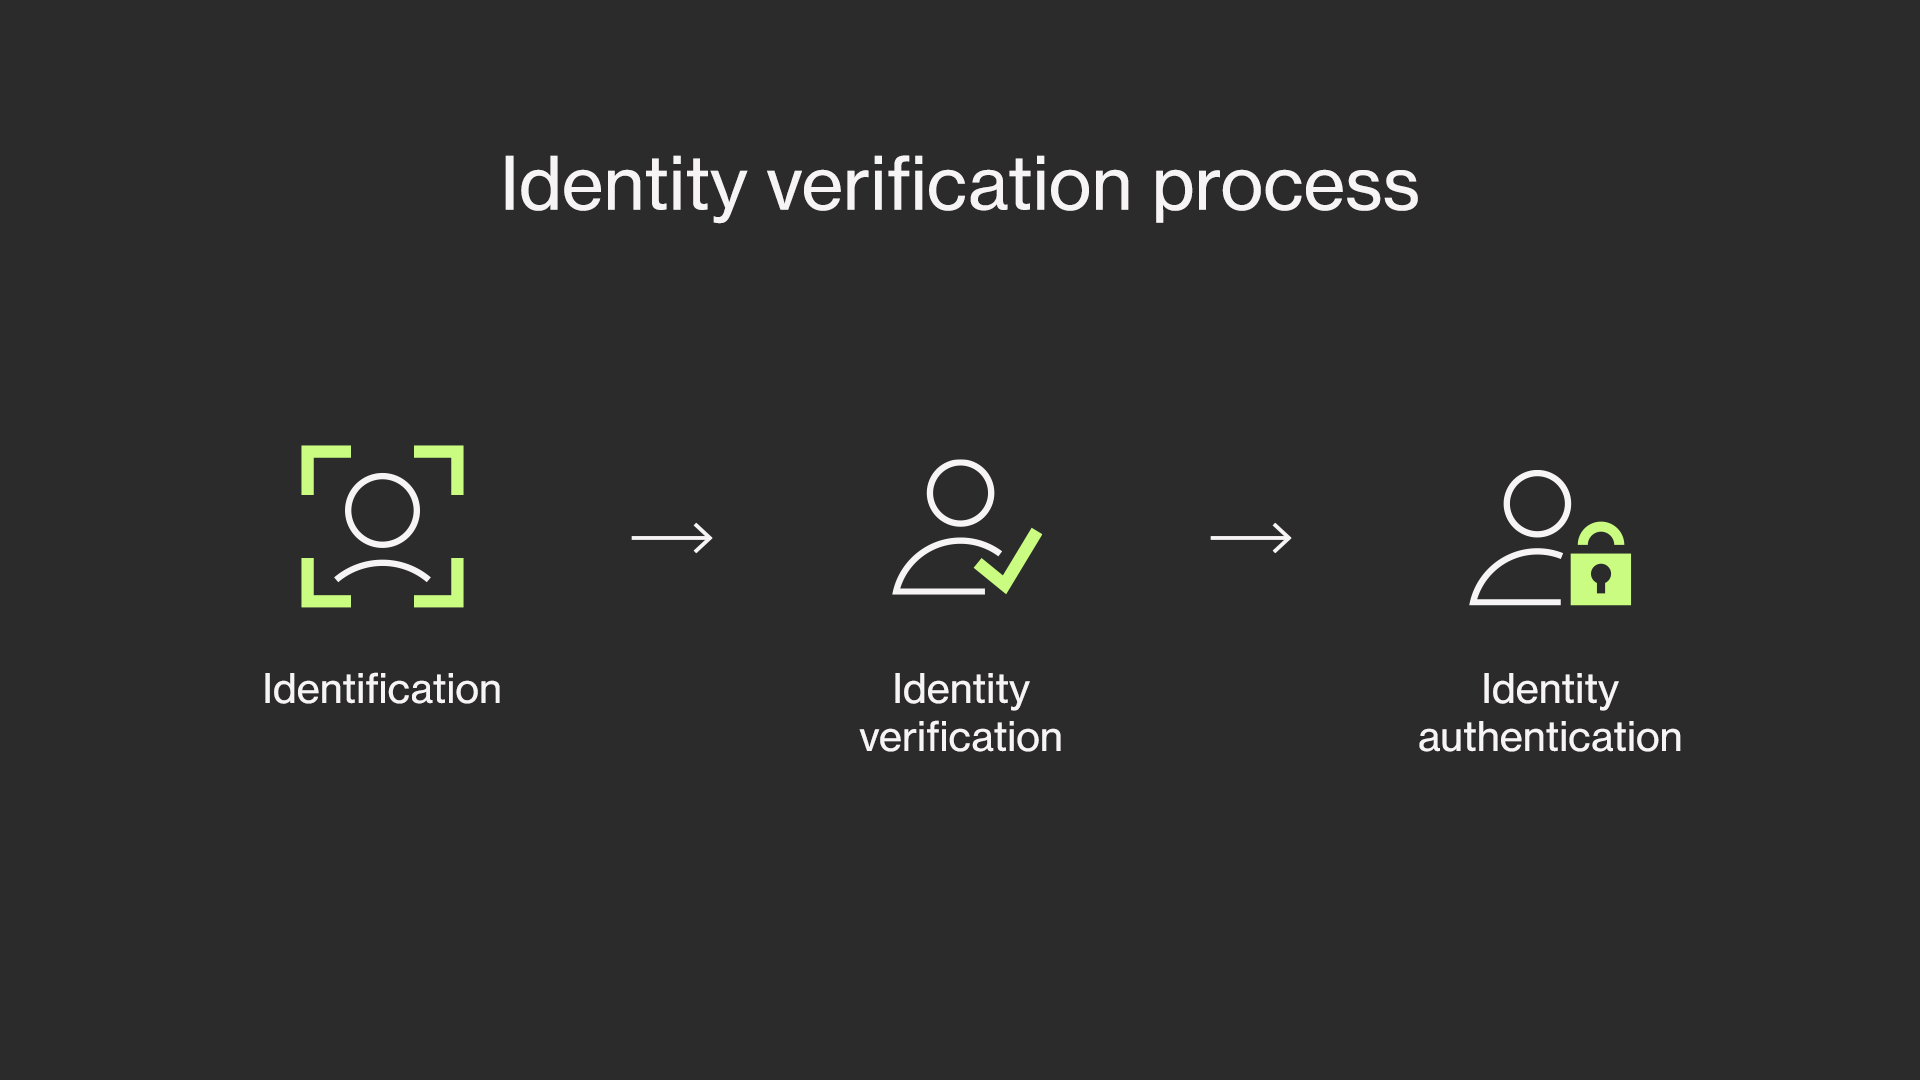 Identity verification process
Identification
Identity
verification
Identity
authentication